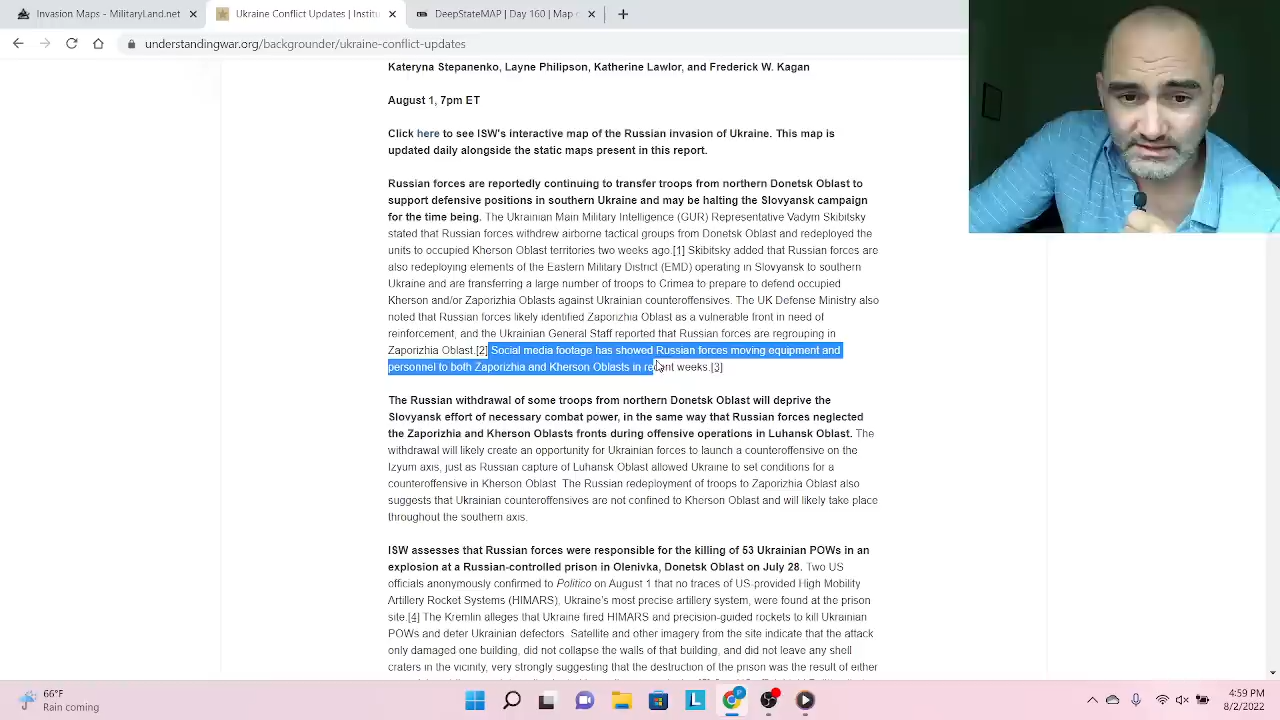 Invasion Maps - MilitaryLand.net
Ukraine Conflict Updates | Institu
DeepStateMAP | Day 160 | Map o
understandingwar.org/backgrounder/ukraine-conflict-updates
Kateryna Stepanenko, Layne Philipson, Katherine Lawlor, and Frederick W. Kagan
August 1, 7pm ET
Click here to see ISW's interactive map of the Russian invasion of Ukraine. This map is
updated daily alongside the static maps present in this report.
Russian forces are reportedly continuing to transfer troops from northern Donetsk Oblast to
support defensive positions in southern Ukraine and may be halting the Slovyansk campaign
for the time being. The Ukrainian Main Military Intelligence (GUR) Representative Vadym Skibitsky
stated that Russian forces withdrew airborne tactical groups from Donetsk Oblast and redeployed the
units to occupied Kherson Oblast territories two weeks ago.[1] Skibitsky added that Russian forces are
also redeploying elements of the Eastern Military District (EMD) operating in Slovyansk to southern
Ukraine and are transferring a large number of troops to Crimea to prepare to defend occupied
Kherson and/or Zaporizhia Oblasts against Ukrainian counteroffensives. The UK Defense Ministry also
noted that Russian forces likely identified Zaporizhia Oblast as a vulnerable front in need of
reinforcement, and the Ukrainian General Staff reported that Russian forces are regrouping in
Zaporizhia Oblast.[2] Social media footage has showed Russian forces moving equipment and
personnel to both Zaporizhia and Kherson Oblasts in recent weeks.[3]
The Russian withdrawal of some troops from northern Donetsk Oblast will deprive the
Slovyansk effort of necessary combat power, in the same way that Russian forces neglected
the Zaporizhia and Kherson Oblasts fronts during offensive operations in Luhansk Oblast. The
withdrawal will likely create an opportunity for Ukrainian forces to launch a counteroffensive on the
Izyum axis, just as Russian capture of Luhansk Oblast allowed Ukraine to set conditions for a
counteroffensive in Kherson Oblast. The Russian redeployment of troops to Zaporizhia Oblast also
suggests that Ukrainian counteroffensives are not confined to Kherson Oblast and will likely take place
throughout the southern axis.
ISW assesses that Russian forces were responsible for the killing of 53 Ukrainian POWs in an
explosion at a Russian-controlled prison in Olenivka, Donetsk Oblast on July 28. Two US
officials anonymously confirmed to Politico on August 1 that no traces of US-provided High Mobility
Artillery Rocket Systems (HIMARS), Ukraine's most precise artillery system, were found at the prison
site.[4] The Kremlin alleges that Ukraine fired HIMARS and precision-guided rockets to kill Ukrainian
POWs and deter Ukrainian defectors. Satellite and other imagery from the site indicate that the attack
only damaged one building, did not collapse the walls of that building, and did not leave any shell
craters in the vicinity, very strongly suggesting that the destruction of the prison was the result of either
66°F
Rain coming
L
P
4:59 PM
8/2/2022